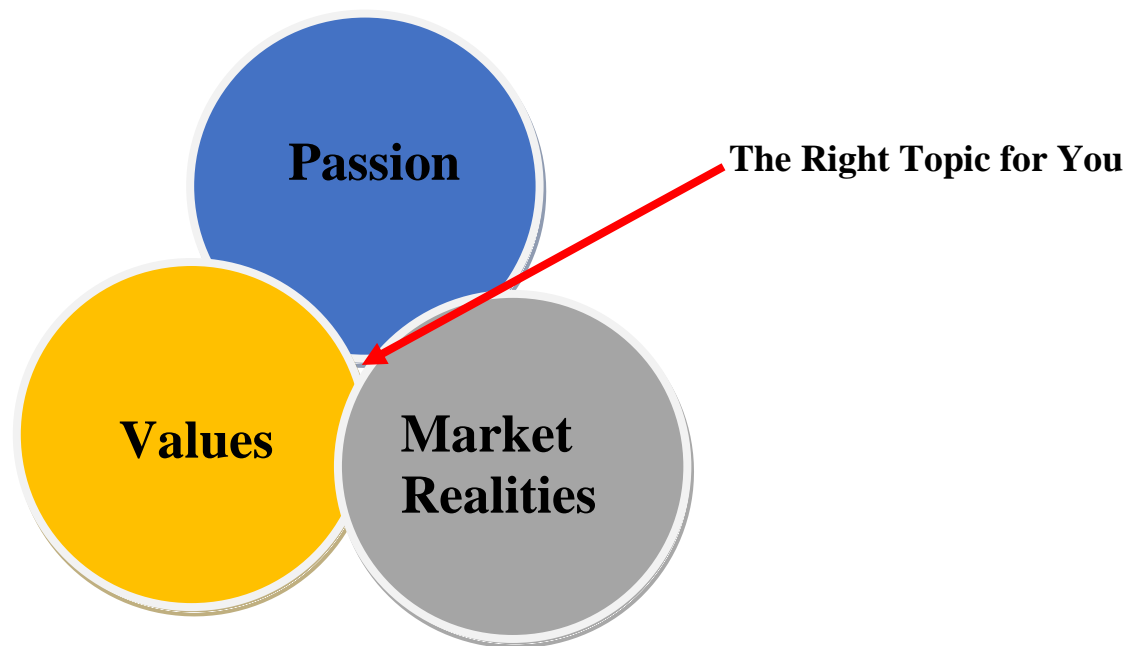 Passion
The Right Topic for You
Values
Market
Realities